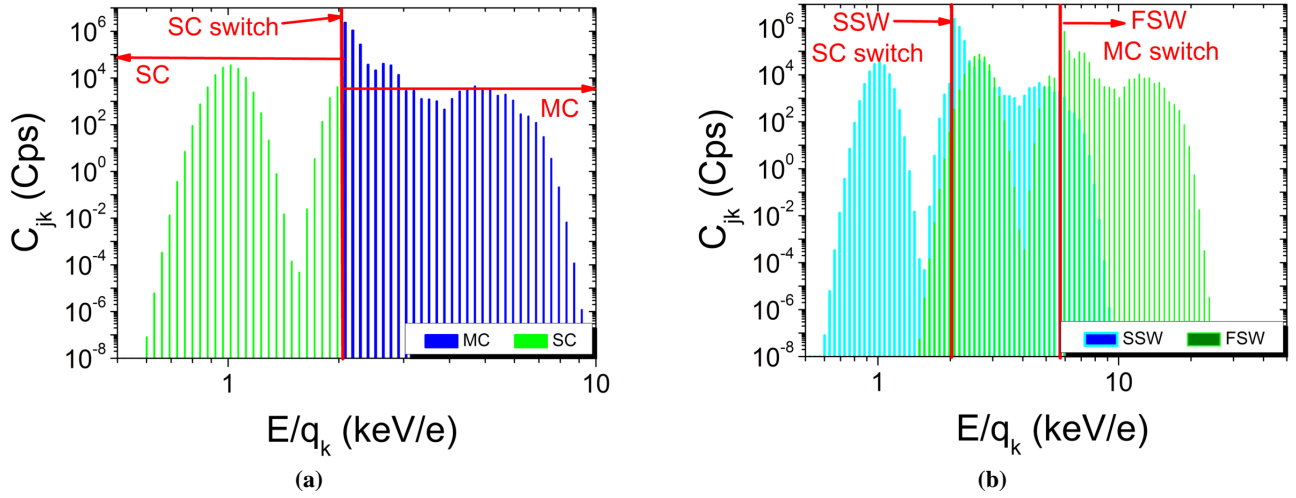 SC switch
SC
MC
C_jk (Cps)
10^6
10^4
10^2
10^0
10^-2
10^-4
10^-6
10^-8
MC SC
1 10
E/q_k (keV/e)
(a)
SSW FSW
SC switch MC switch
C_jk (Cps)
10^6
10^4
10^2
10^0
10^-2
10^-4
10^-6
10^-8
SSW FSW
1 10
E/q_k (keV/e)
(b)